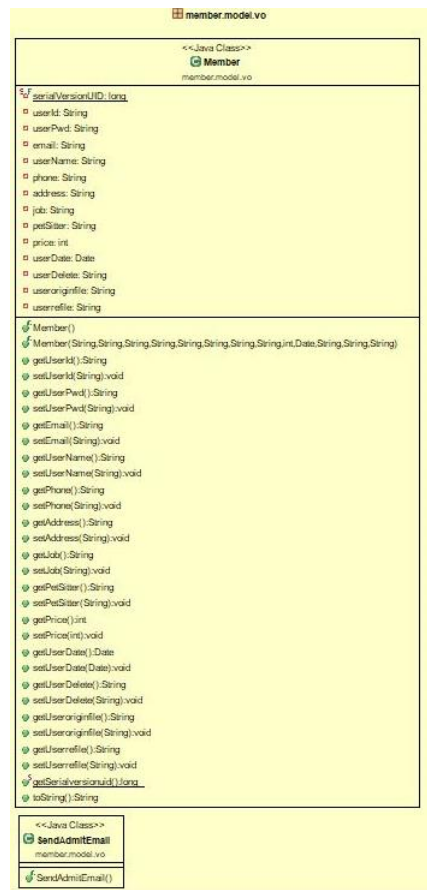 member.model.vo
<<Java Class>>
Member
member.model.vo
serialVersionUID: long
userId: String
userPwd: String
email: String
userName: String
phone: String
address: String
job: String
petSitter: String
price: int
userDate: Date
userDelete: String
useroriginfile: String
userrefile: String
Member()
Member(String,String,String,String,String,String,String,String,int,Date,String,String,String)
getUserId():String
setUserId(String):void
getUserPwd():String
setUserPwd(String):void
getEmail():String
setEmail(String):void
getUserName():String
setUserName(String):void
getPhone():String
setPhone(String):void
getAddress():String
setAddress(String):void
getJob():String
setJob(String):void
getPetSitter():String
setPetSitter(String):void
getPrice():int
setPrice(int):void
getUserDate():Date
setUserDate(Date):void
getUserDelete():String
setUserDelete(String):void
getUseroriginfile():String
setUseroriginfile(String):void
getUserrefile():String
setUserrefile(String):void
getSerialversionuid():long
toString():String
<<Java Class>>
SendAdmitEmail
member.model.vo
SendAdmitEmail()